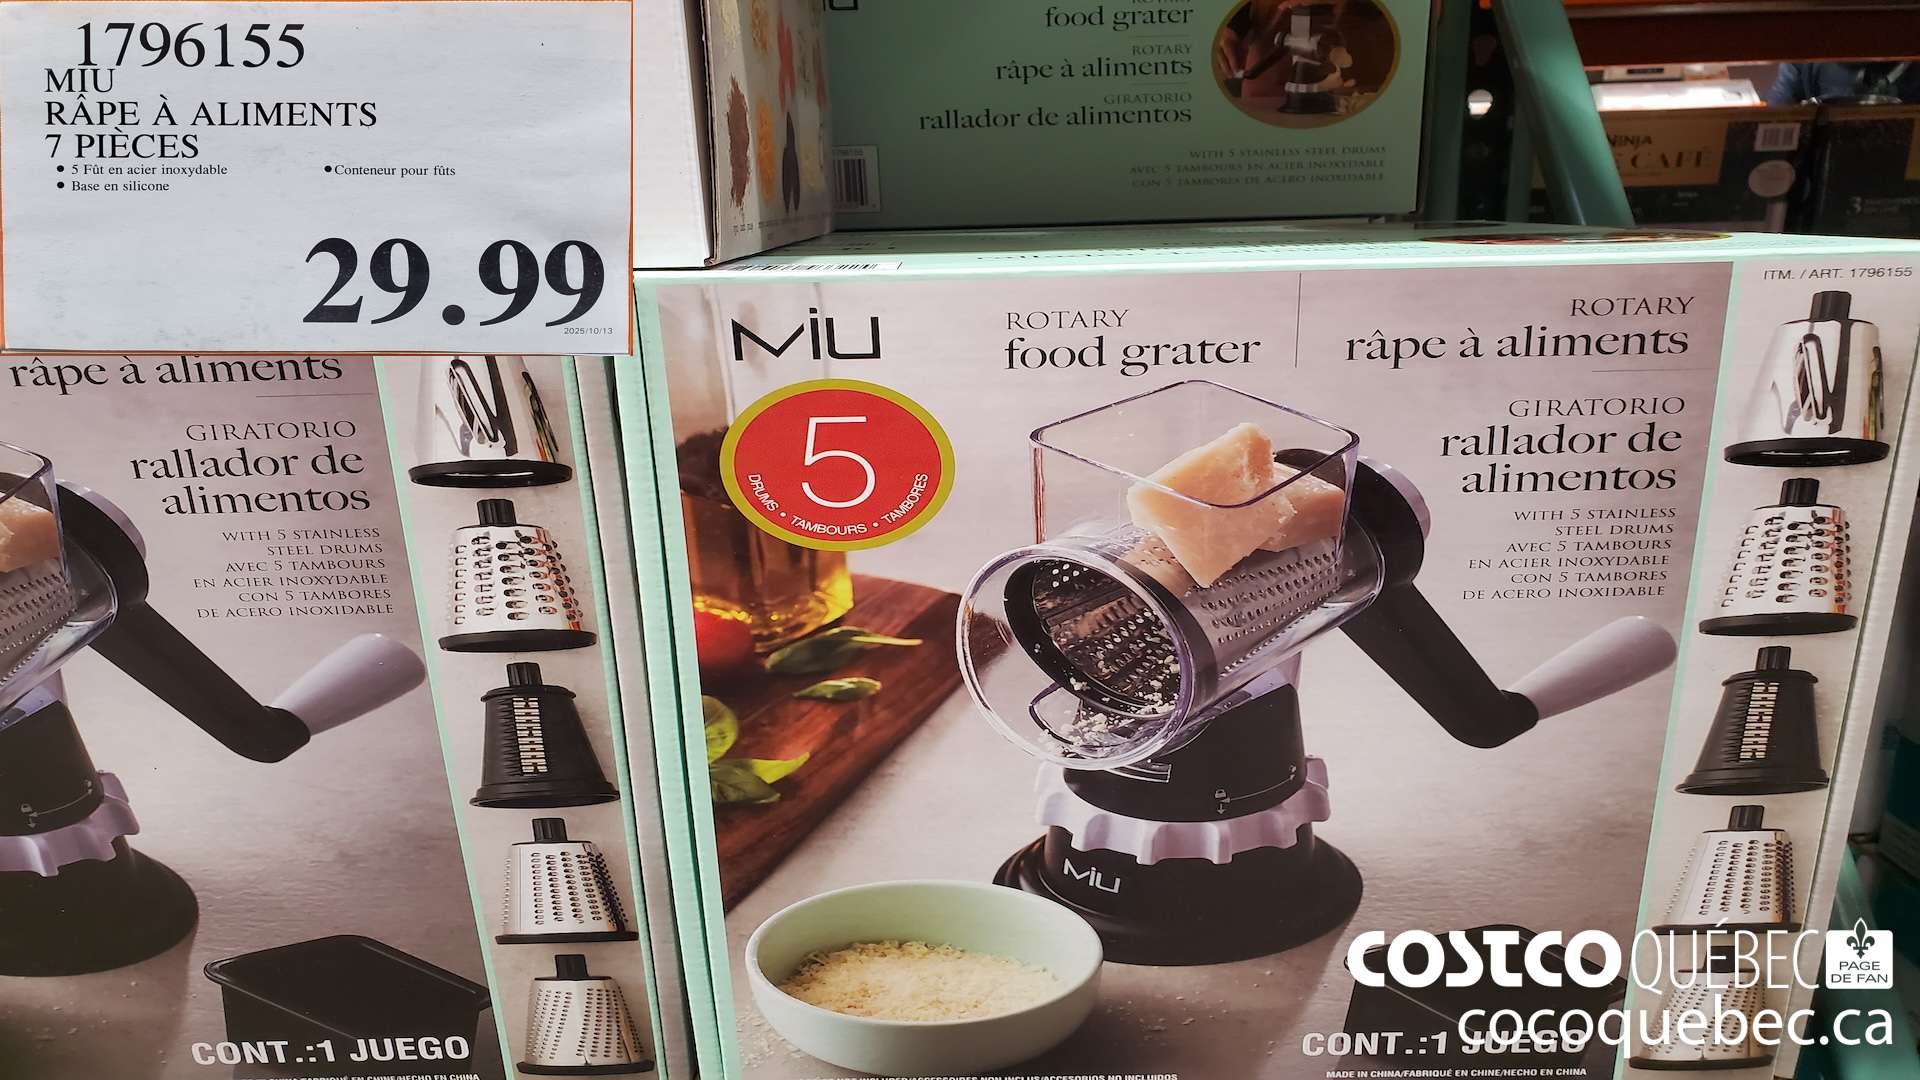 1796155
MIU
RÂPE À ALIMENTS
7 PIÈCES
• 5 Fût en acier inoxydable
• Conteneur pour fûts
• Base en silicone
29.99
2025/10/13
food grater
ROTARY
râpe à aliments
GIRATORIO
rallador de alimentos
WITH 5 STAINLESS STEEL DRUMS
AVEC 5 TAMBOURS EN ACIER INOXYDABLE
CON 5 TAMBORES DE ACERO INOXIDABLE
NINJA
CAFÉ
ITM. / ART. 1796155
MIU
ROTARY
food grater
ROTARY
râpe à aliments
GIRATORIO
rallador de
alimentos
WITH 5 STAINLESS
STEEL DRUMS
AVEC 5 TAMBOURS
EN ACIER INOXYDABLE
CON 5 TAMBORES
DE ACERO INOXIDABLE
5
DRUMS • TAMBOURS • TAMBORES
MIU
CONT.:1 JUEGO
MADE IN CHINA/FABRIQUÉ EN CHINE/HECHO EN CHINA
râpe à aliments
GIRATORIO
rallador de
alimentos
WITH 5 STAINLESS
STEEL DRUMS
AVEC 5 TAMBOURS
EN ACIER INOXYDABLE
CON 5 TAMBORES
DE ACERO INOXIDABLE
CONT.:1 JUEGO
COSTCO QUÉBEC
PAGE
DE FAN
cocoquebec.ca